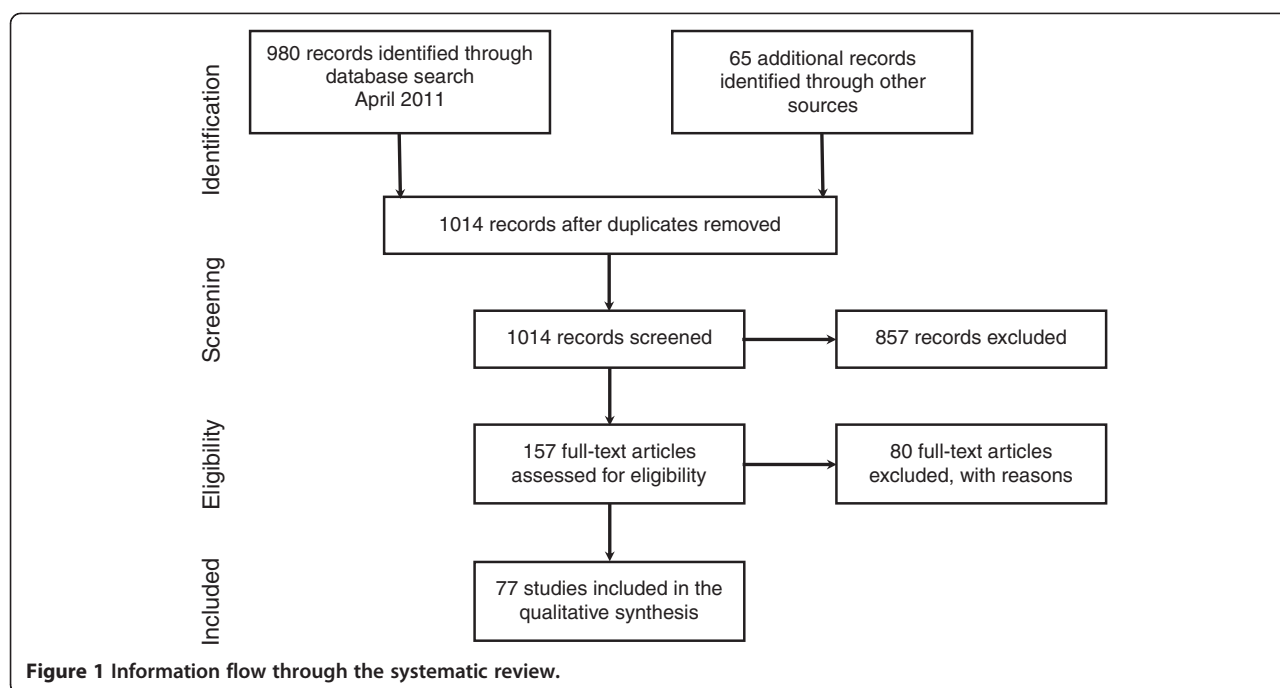 980 records identified through
database search
April 2011
65 additional records
identified through other
sources
Identification
1014 records after duplicates removed
Screening
1014 records screened
857 records excluded
Eligibility
157 full-text articles
assessed for eligibility
80 full-text articles
excluded, with reasons
Included
77 studies included in the
qualitative synthesis
Figure 1 Information flow through the systematic review.